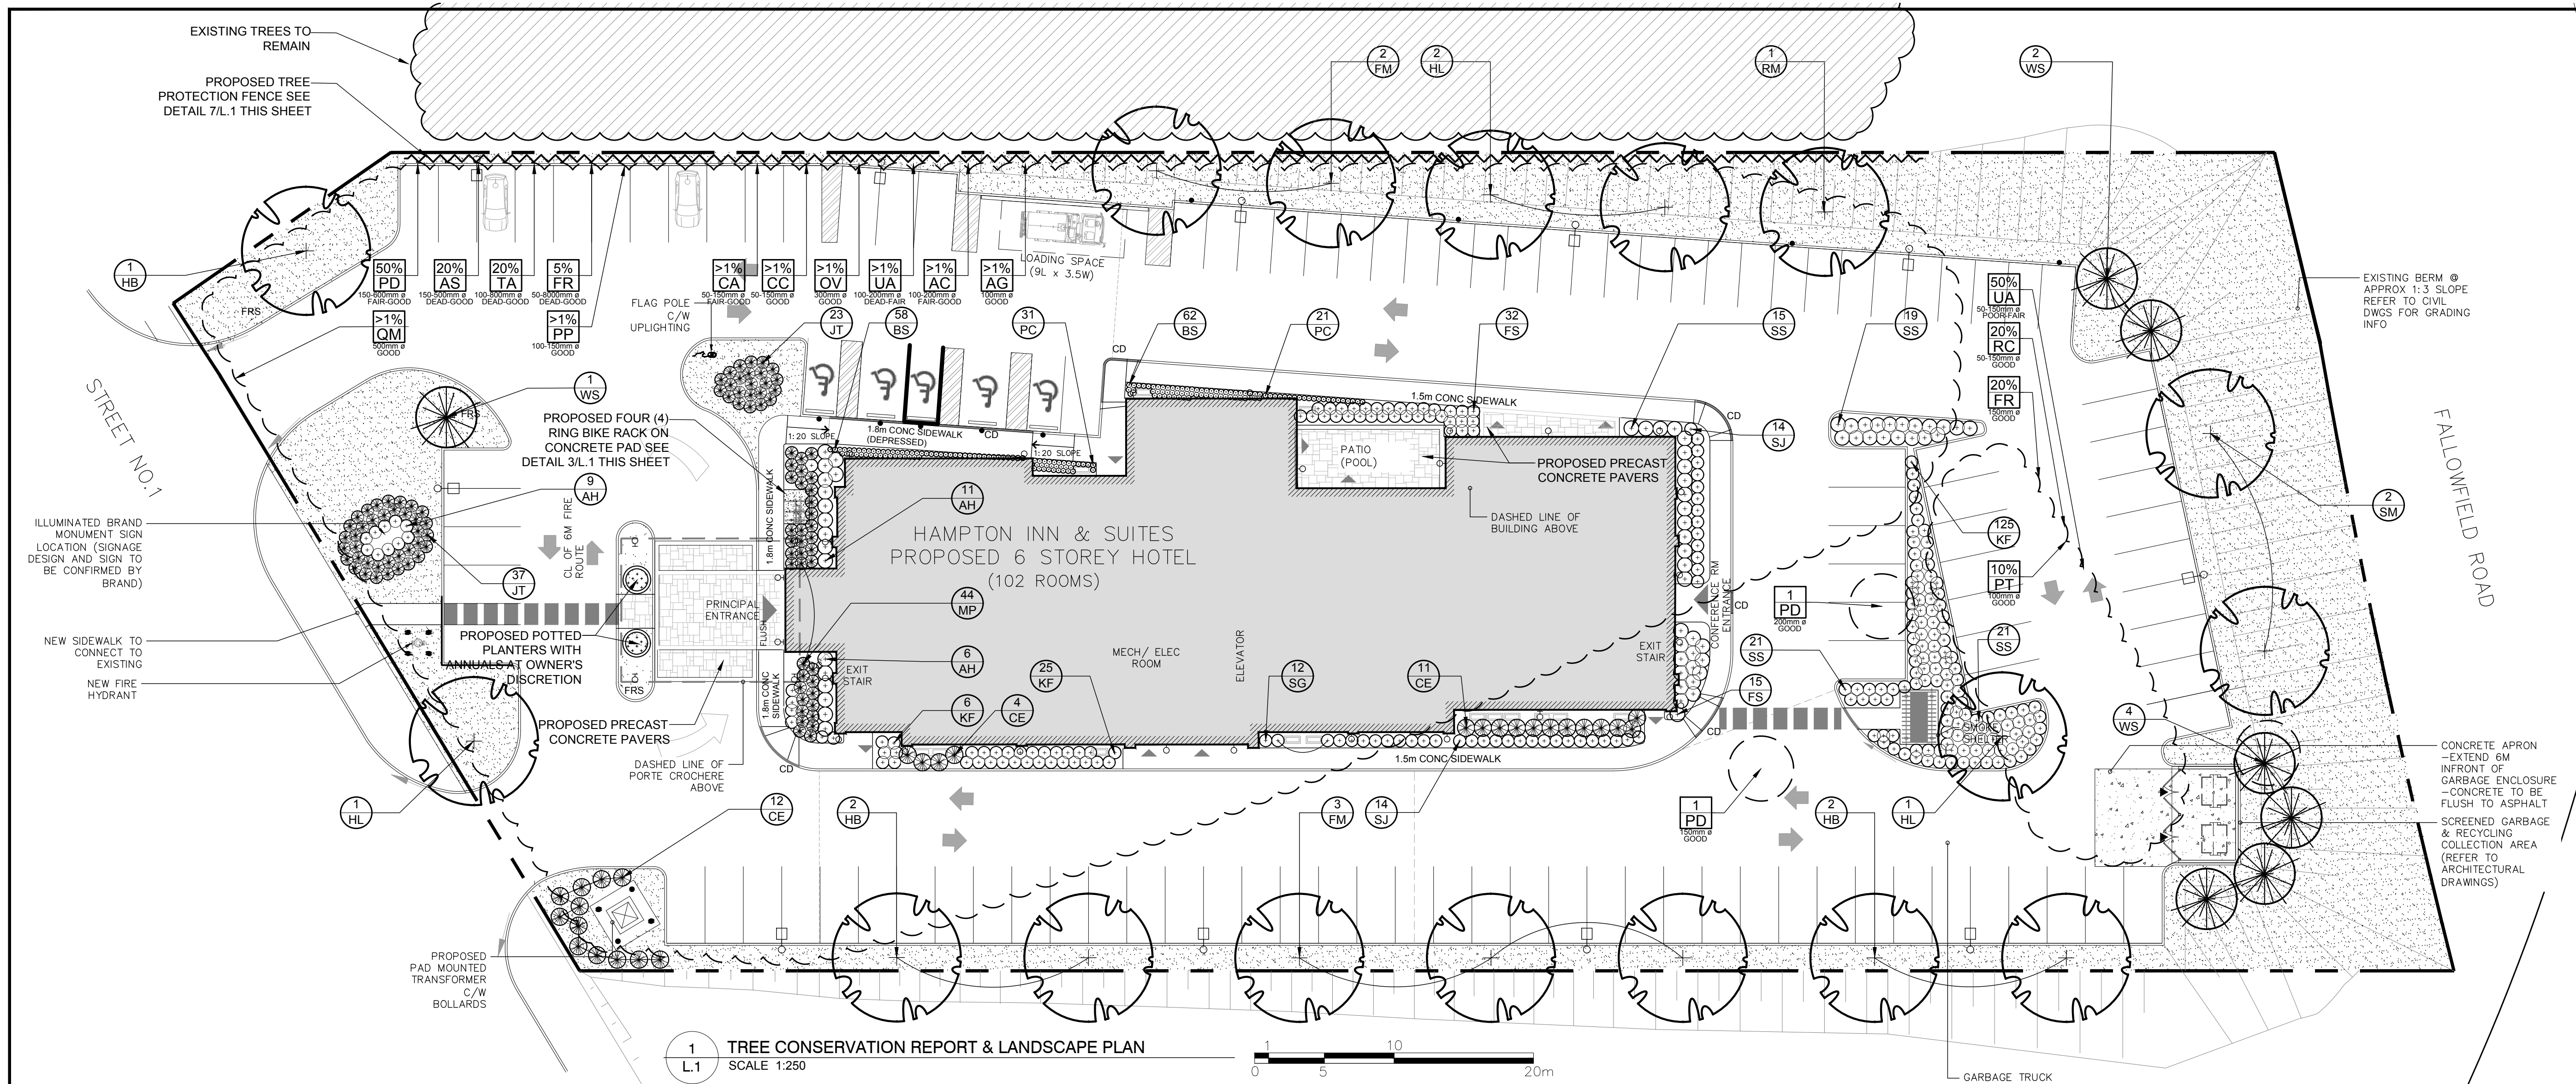 EXISTING TREES TO
REMAIN
PROPOSED TREE
PROTECTION FENCE SEE
DETAIL 7/L.1 THIS SHEET
2
FM
2
HL
1
RM
2
WS
1
HB
50%
PD
150-600mm ø
FAIR-GOOD
20%
AS
150-500mm ø
DEAD-GOOD
20%
TA
100-800mm ø
DEAD-GOOD
5%
FR
50-8000mm ø
DEAD-GOOD
>1%
CA
50-150mm ø
FAIR-GOOD
>1%
CC
50-150mm ø
GOOD
>1%
OV
300mm ø
GOOD
>1%
UA
100-200mm ø
DEAD-FAIR
>1%
AC
100-200mm ø
FAIR-GOOD
>1%
AG
100mm ø
GOOD
LOADING SPACE
(9L x 3.5W)
>1%
QM
500mm ø
GOOD
>1%
PP
100-150mm ø
GOOD
FRS
FLAG POLE
C/W
UPLIGHTING
23
JT
58
BS
31
PC
62
BS
21
PC
32
FS
15
SS
19
SS
50%
UA
50-150mm ø
POOR-FAIR
20%
RC
50-150mm ø
GOOD
20%
FR
150mm ø
GOOD
EXISTING BERM @
APPROX 1:3 SLOPE
REFER TO CIVIL
DWGS FOR GRADING
INFO
STREET NO.1
1
WS
FRS
PROPOSED FOUR (4)
RING BIKE RACK ON
CONCRETE PAD SEE
DETAIL 3/L.1 THIS SHEET
1:20 SLOPE
1.8m CONC SIDEWALK
(DEPRESSED)
CD
1:20 SLOPE
CD
1.5m CONC SIDEWALK
CD
14
SJ
PATIO
(POOL)
PROPOSED PRECAST
CONCRETE PAVERS
DASHED LINE OF
BUILDING ABOVE
FALLOWFIELD ROAD
2
SM
9
AH
11
AH
1.8m CONC SIDEWALK
ILLUMINATED BRAND
MONUMENT SIGN
LOCATION (SIGNAGE
DESIGN AND SIGN TO
BE CONFIRMED BY
BRAND)
37
JT
CL OF 6M FIRE
ROUTE
HAMPTON INN & SUITES
PROPOSED 6 STOREY HOTEL
(102 ROOMS)
125
KF
10%
PT
100mm ø
GOOD
1
PD
200mm ø
GOOD
CONFERENCE RM
ENTRANCE
CD
NEW SIDEWALK TO
CONNECT TO
EXISTING
NEW FIRE
HYDRANT
PROPOSED POTTED
PLANTERS WITH
ANNUALS AT OWNER'S
DISCRETION
FRS
PRINCIPAL
ENTRANCE
FLUSH
44
MP
6
AH
EXIT
STAIR
MECH/ ELEC
ROOM
ELEVATOR
EXIT
STAIR
21
SS
21
SS
25
KF
12
SG
11
CE
15
FS
6
KF
4
CE
1.8m CONC
SIDEWALK
PROPOSED PRECAST
CONCRETE PAVERS
DASHED LINE OF
PORTE CROCHERE
ABOVE
CD
1.5m CONC SIDEWALK
CD
SMOKE
SHELTER
4
WS
CONCRETE APRON
-EXTEND 6M
INFRONT OF
GARBAGE ENCLOSURE
-CONCRETE TO BE
FLUSH TO ASPHALT
SCREENED GARBAGE
& RECYCLING
COLLECTION AREA
(REFER TO
ARCHITECTURAL
DRAWINGS)
1
HL
12
CE
2
HB
3
FM
14
SJ
1
PD
150mm ø
GOOD
2
HB
1
HL
PROPOSED
PAD MOUNTED
TRANSFORMER
C/W
BOLLARDS
GARBAGE TRUCK
1
L.1
TREE CONSERVATION REPORT & LANDSCAPE PLAN
SCALE 1:250
1
10
0
5
20m